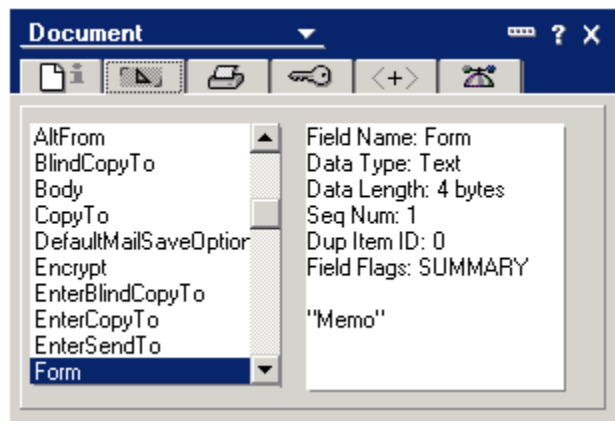 Document
? X
i
<+>
AltFrom
BlindCopyTo
Body
CopyTo
DefaultMailSaveOption
Encrypt
EnterBlindCopyTo
EnterCopyTo
EnterSendTo
Form
Field Name: Form
Data Type: Text
Data Length: 4 bytes
Seq Num: 1
Dup Item ID: 0
Field Flags: SUMMARY
"Memo"